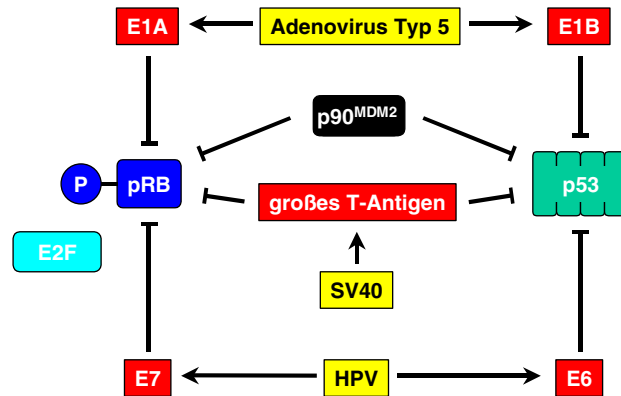 E1A
Adenovirus Typ 5
E1B
p90MDM2
P
pRB
großes T-Antigen
p53
E2F
SV40
E7
HPV
E6